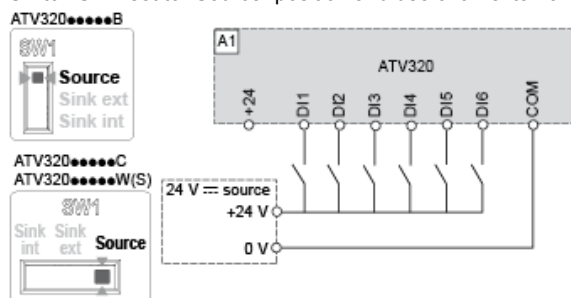 ATV320●●●●●B
SW1
Source
Sink ext
Sink int
A1
ATV320
+24
DI1
DI2
DI3
DI4
DI5
DI6
COM
ATV320●●●●●C
ATV320●●●●●W(S)
SW1
Sink int
Sink ext
Source
24 V ⎓ source
+24 V
0 V